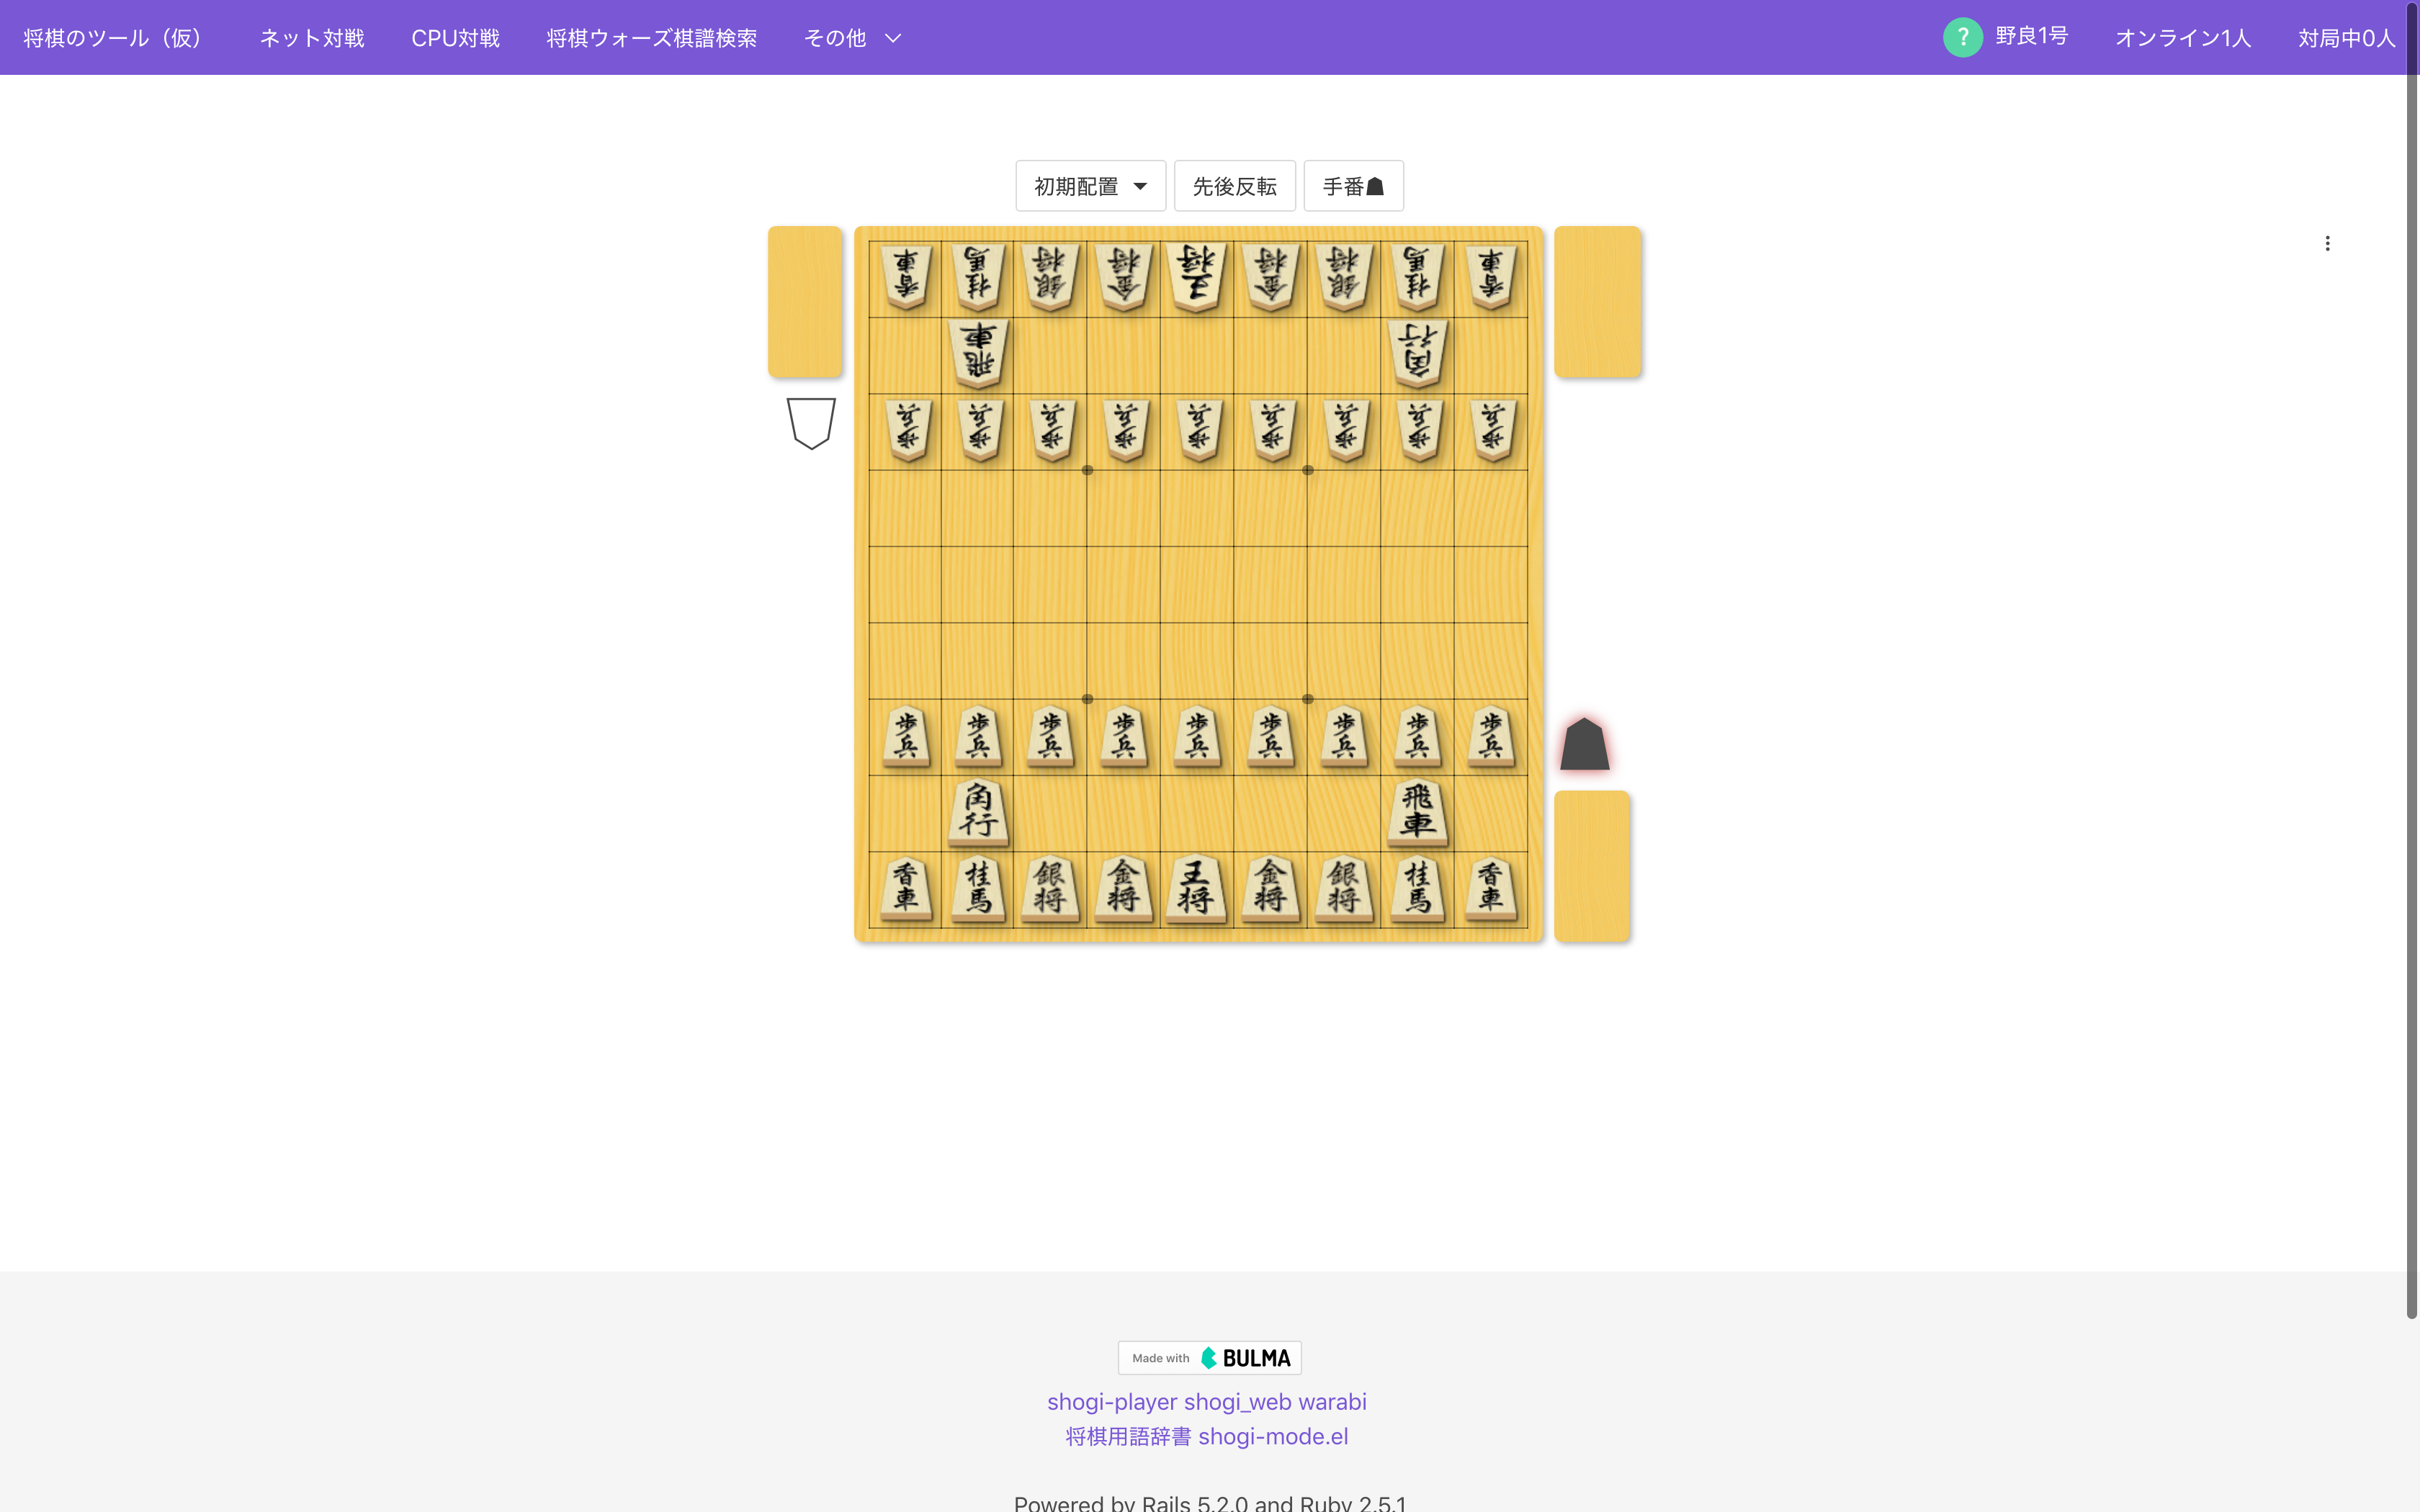 将棋のツール（仮） ネット対戦 CPU対戦 将棋ウォーズ棋譜検索 その他 ? 野良1号 オンライン1人 対局中0人
初期配置 先後反転 手番
香車 桂馬 銀将 金将 王将 金将 銀将 桂馬 香車
飛車 角行
歩兵 歩兵 歩兵 歩兵 歩兵 歩兵 歩兵 歩兵 歩兵
歩兵 歩兵 歩兵 歩兵 歩兵 歩兵 歩兵 歩兵 歩兵
角行 飛車
香車 桂馬 銀将 金将 王将 金将 銀将 桂馬 香車
Made with BULMA
shogi-player shogi_web warabi
将棋用語辞書 shogi-mode.el
Powered by Rails 5.2.0 and Ruby 2.5.1